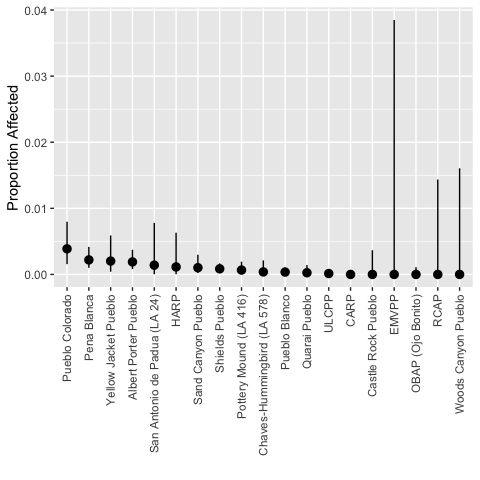 0.04
0.03
0.02
0.01
0.00
Proportion Affected
Pueblo Colorado
Pena Blanca
Yellow Jacket Pueblo
Albert Porter Pueblo
San Antonio de Padua (LA 24)
HARP
Sand Canyon Pueblo
Shields Pueblo
Pottery Mound (LA 416)
Chaves-Hummingbird (LA 578)
Pueblo Blanco
Quarai Pueblo
ULCPP
CARP
Castle Rock Pueblo
EMVPP
OBAP (Ojo Bonito)
RCAP
Woods Canyon Pueblo